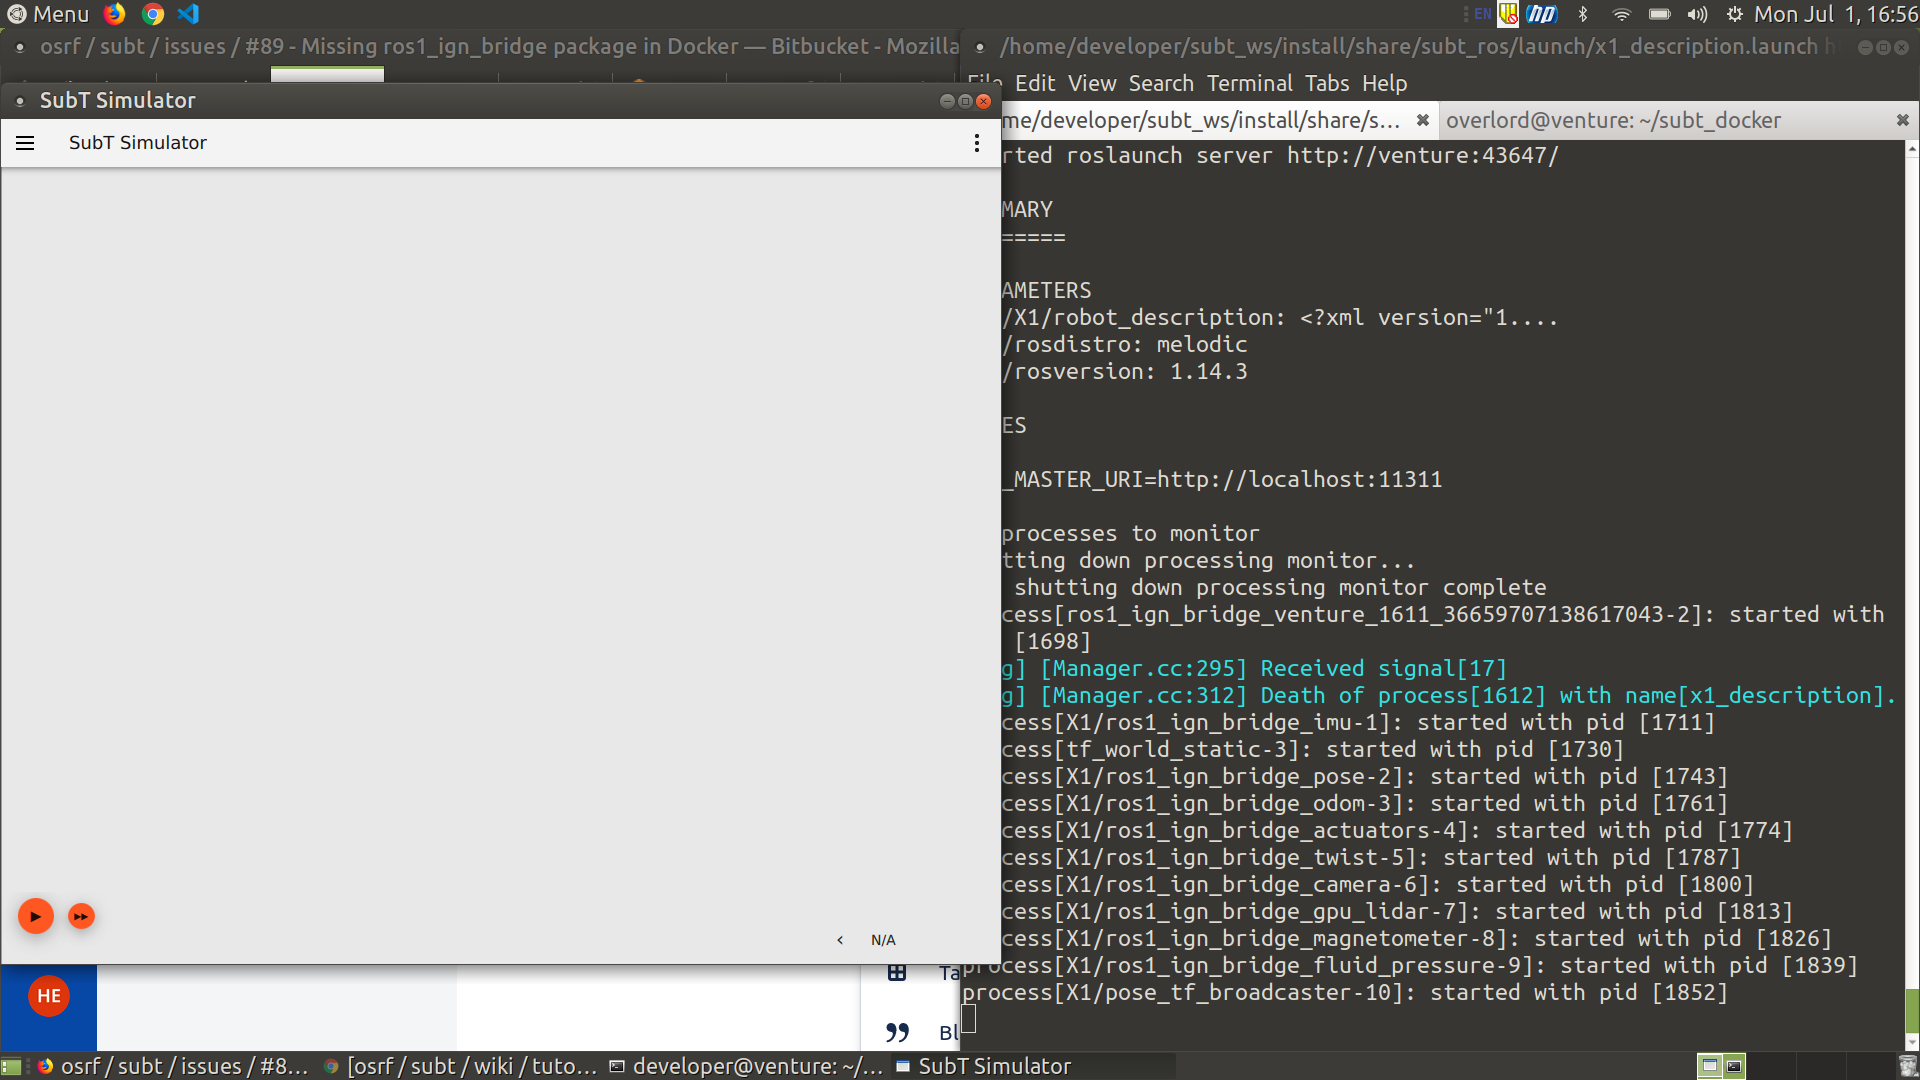 Menu
EN
hp
Mon Jul 1, 16:56
osrf / subt / issues / #89 - Missing ros1_ign_bridge package in Docker — Bitbucket - Mozilla
/home/developer/subt_ws/install/share/subt_ros/launch/x1_description.launch
File Edit View Search Terminal Tabs Help
SubT Simulator
me/developer/subt_ws/install/share/s...
overlord@venture: ~/subt_docker
SubT Simulator
rted roslaunch server http://venture:43647/
MARY
=====
AMETERS
/X1/robot_description: <?xml version="1....
/rosdistro: melodic
/rosversion: 1.14.3
ES
_MASTER_URI=http://localhost:11311
processes to monitor
tting down processing monitor...
shutting down processing monitor complete
cess[ros1_ign_bridge_venture_1611_36659707138617043-2]: started with
[1698]
g] [Manager.cc:295] Received signal[17]
g] [Manager.cc:312] Death of process[1612] with name[x1_description].
cess[X1/ros1_ign_bridge_imu-1]: started with pid [1711]
cess[tf_world_static-3]: started with pid [1730]
cess[X1/ros1_ign_bridge_pose-2]: started with pid [1743]
cess[X1/ros1_ign_bridge_odom-3]: started with pid [1761]
cess[X1/ros1_ign_bridge_actuators-4]: started with pid [1774]
cess[X1/ros1_ign_bridge_twist-5]: started with pid [1787]
cess[X1/ros1_ign_bridge_camera-6]: started with pid [1800]
cess[X1/ros1_ign_bridge_gpu_lidar-7]: started with pid [1813]
cess[X1/ros1_ign_bridge_magnetometer-8]: started with pid [1826]
process[X1/ros1_ign_bridge_fluid_pressure-9]: started with pid [1839]
process[X1/pose_tf_broadcaster-10]: started with pid [1852]
N/A
HE
Ta
Bl
osrf / subt / issues / #8...
[osrf / subt / wiki / tuto...
developer@venture: ~/...
SubT Simulator